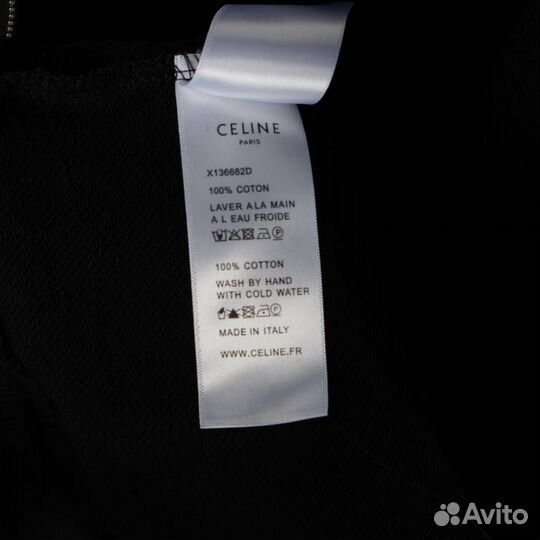 CELINE
PARIS
X136682D
100% COTON
LAVER A LA MAIN
A L EAU FROIDE
100% COTTON
WASH BY HAND
WITH COLD WATER
MADE IN ITALY
WWW.CELINE.FR
Avito